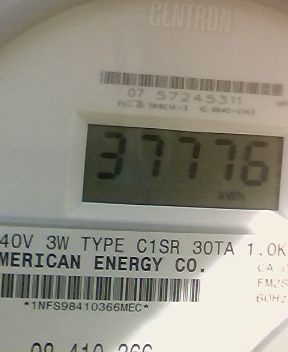 CENTRON®
07 57245311
37776
kWh
40V 3W TYPE C1SR 30TA 1.0K
MERICAN ENERGY CO.
CA
FM2S
60Hz
*1NFS98410366MEC*
98 410 366